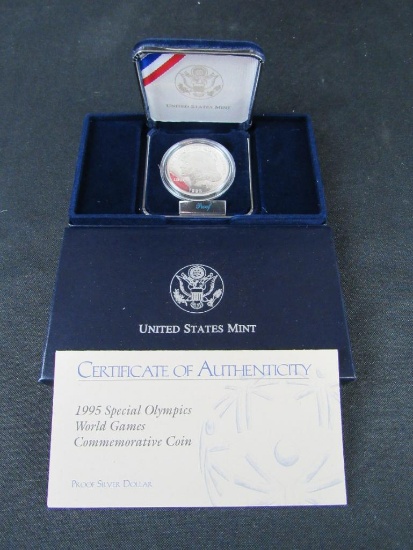 UNITED STATES MINT
1995
Proof
UNITED STATES MINT
CERTIFICATE OF AUTHENTICITY
1995 Special Olympics
World Games
Commemorative Coin
PROOF SILVER DOLLAR